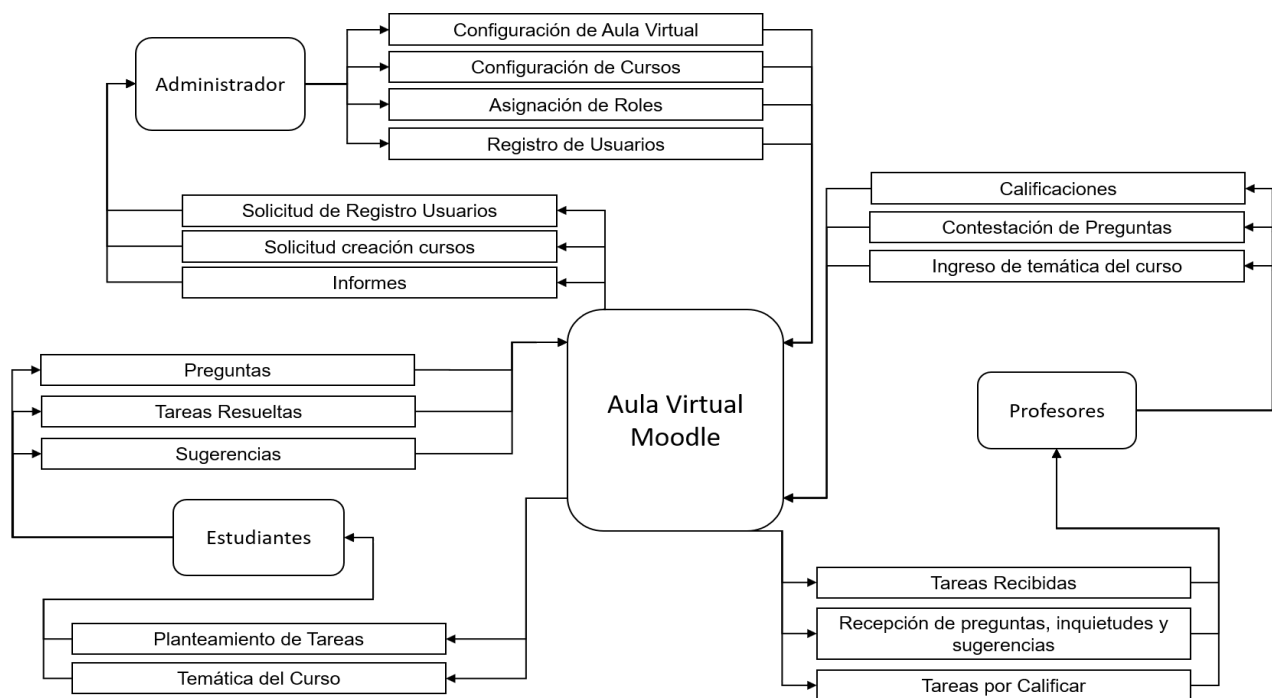 Configuración de Aula Virtual
Administrador
Configuración de Cursos
Asignación de Roles
Registro de Usuarios
Calificaciones
Solicitud de Registro Usuarios
Contestación de Preguntas
Solicitud creación cursos
Ingreso de temática del curso
Informes
Preguntas
Tareas Resueltas
Aula Virtual
Moodle
Profesores
Sugerencias
Estudiantes
Tareas Recibidas
Planteamiento de Tareas
Recepción de preguntas, inquietudes y
sugerencias
Temática del Curso
Tareas por Calificar